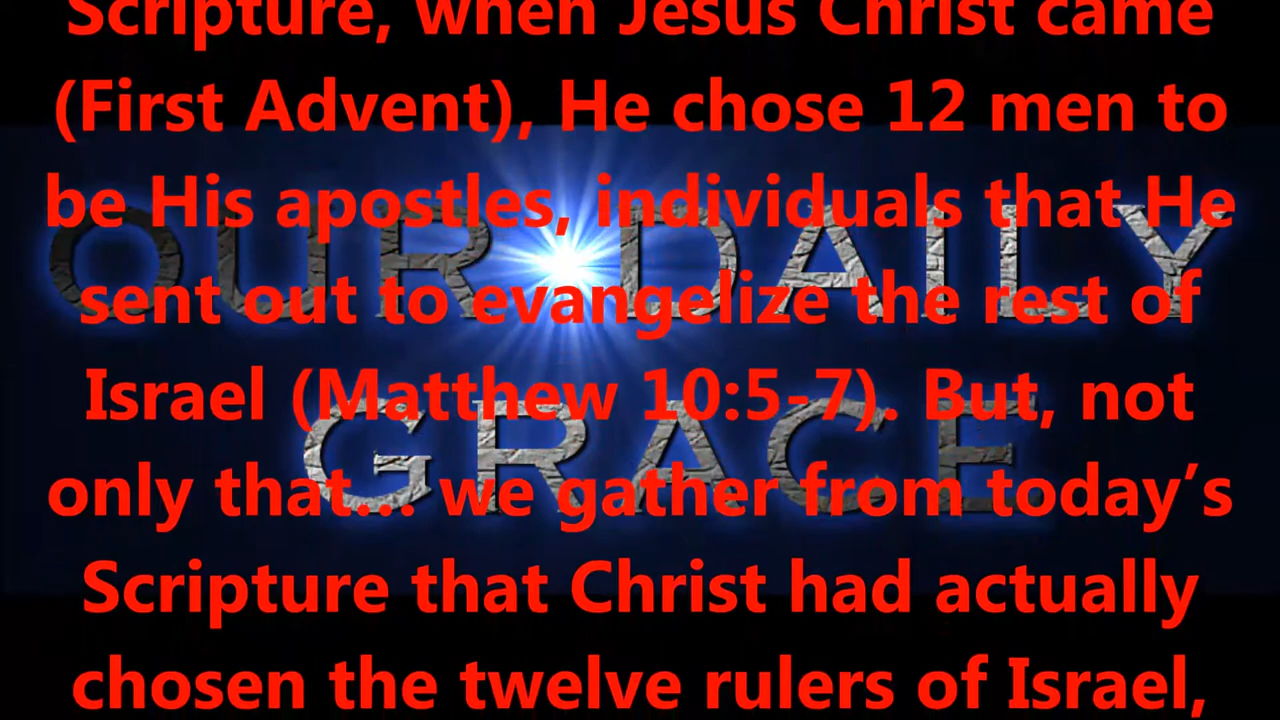 Scripture, when Jesus Christ came
(First Advent), He chose 12 men to
be His apostles, individuals that He
sent out to evangelize the rest of
Israel (Matthew 10:5-7). But, not
only that... we gather from today’s
Scripture that Christ had actually
chosen the twelve rulers of Israel,
OUR DAILY
GRACE